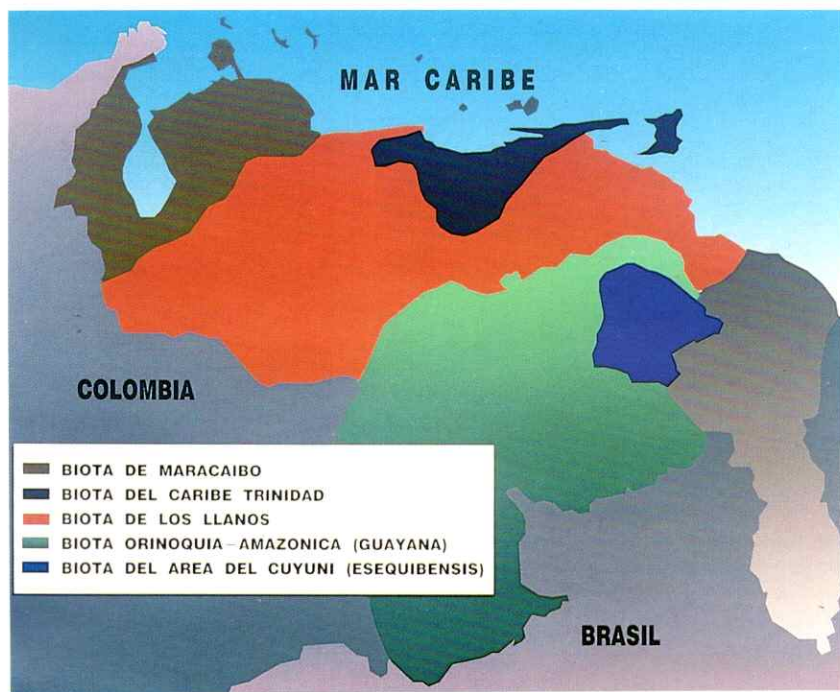 MAR CARIBE
COLOMBIA
BIOTA DE MARACAIBO
BIOTA DEL CARIBE TRINIDAD
BIOTA DE LOS LLANOS
BIOTA ORINOQUIA-AMAZONICA (GUAYANA)
BIOTA DEL AREA DEL CUYUNI (ESEQUIBENSIS)
BRASIL